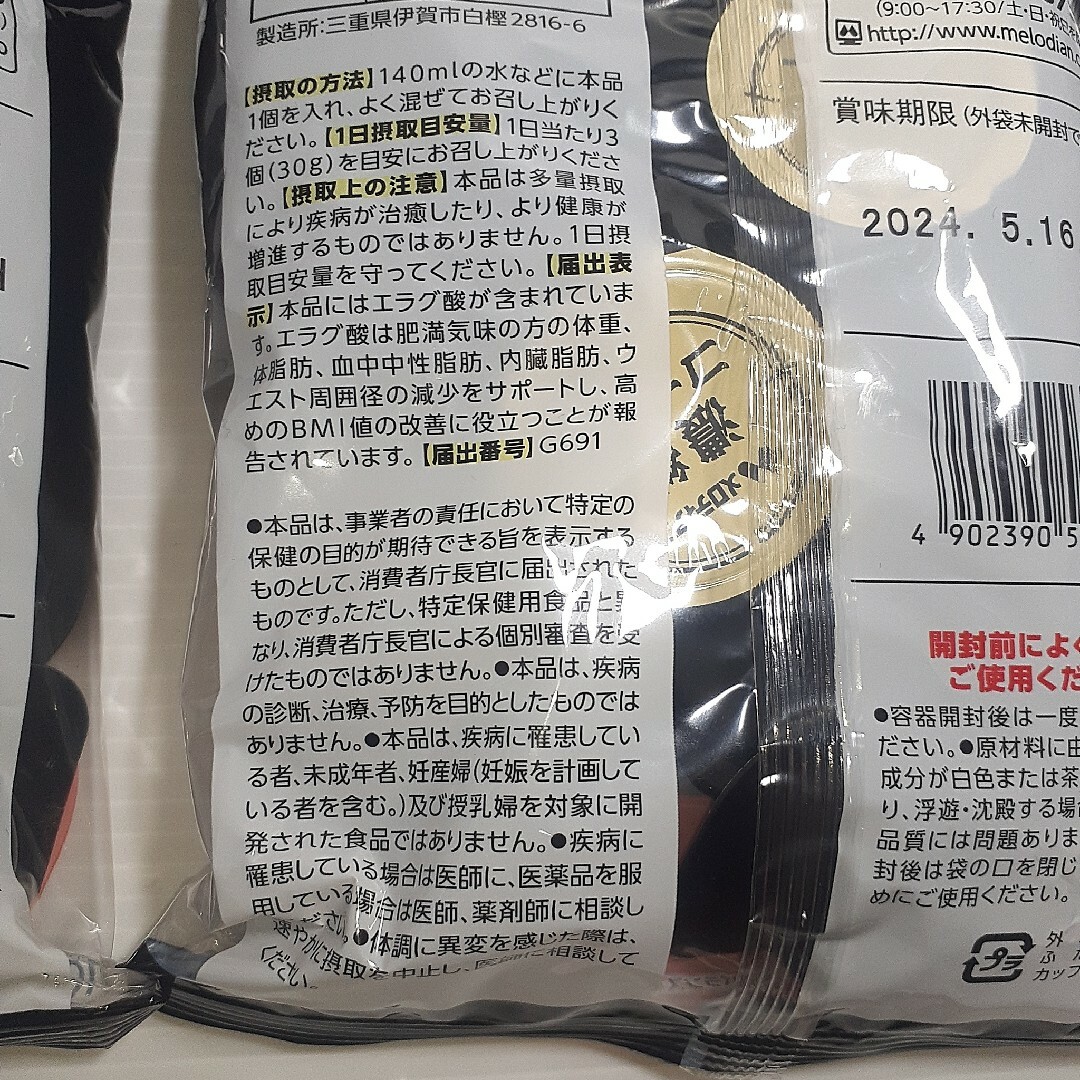 製造所:三重県伊賀市白樫2816-6
【摂取の方法】140mlの水などに本品
1個を入れ、よく混ぜてお召し上がりく
ださい。【1日摂取目安量】1日当たり3
個(30g)を目安にお召し上がりくださ
い。【摂取上の注意】本品は多量摂取
により疾病が治癒したり、より健康が
増進するものではありません。1日摂
取目安量を守ってください。【届出表
示】本品にはエラグ酸が含まれていま
す。エラグ酸は肥満気味の方の体重、
体脂肪、血中中性脂肪、内臓脂肪、ウ
エスト周囲径の減少をサポートし、高
めのBMI値の改善に役立つことが報
告されています。【届出番号】G691
●本品は、事業者の責任において特定の
保健の目的が期待できる旨を表示する
ものとして、消費者庁長官に届出された
ものです。ただし、特定保健用食品と異
なり、消費者庁長官による個別審査を受
けたものではありません。●本品は、疾病
の診断、治療、予防を目的としたものでは
ありません。●本品は、疾病に罹患してい
る者、未成年者、妊産婦(妊娠を計画して
いる者を含む。)及び授乳婦を対象に開
発された食品ではありません。●疾病に
罹患している場合は医師に、医薬品を服
用している場合は医師、薬剤師に相談し
ください。●体調に異変を感じた際は、
速やかに摂取を中止し、医師に相談して
ください。
(9:00~17:30/土・日・祝
http://www.melodian.
賞味期限(外袋未開封で
2024. 5.16
濃
メロデ
4 902390 5
開封前によく
ご使用くだ
●容器開封後は一度
ださい。●原材料に由
成分が白色または茶
り、浮遊・沈殿する場合
品質には問題ありま
封後は袋の口を閉じ
めにご使用ください。
プラ
外
ふた
カップ